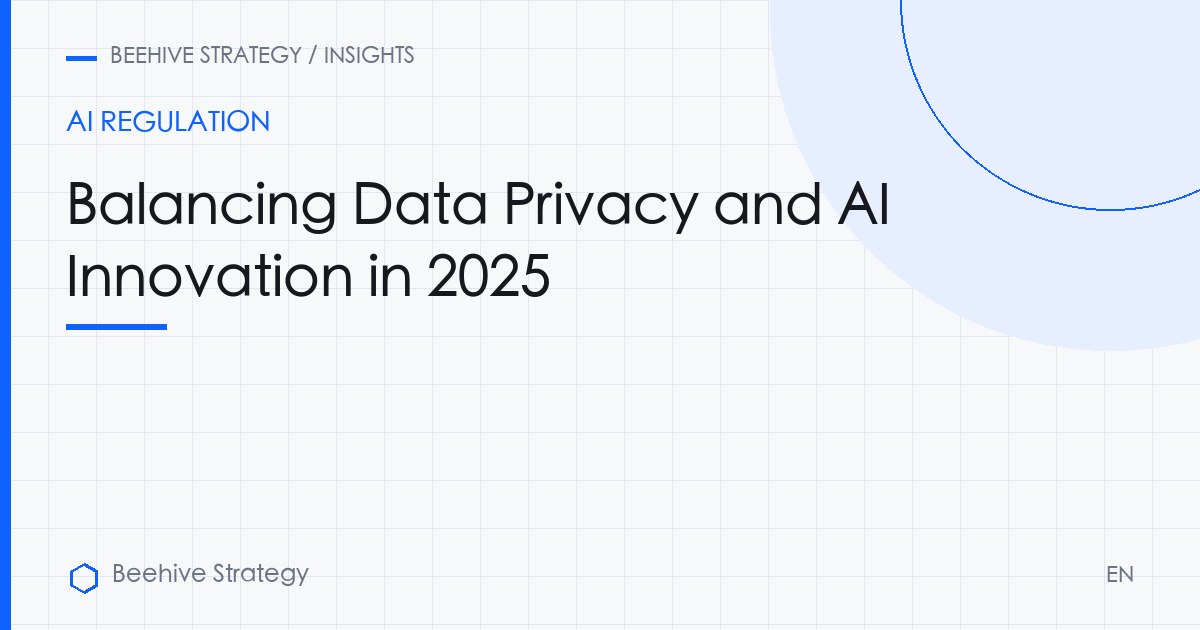 BEEHIVE STRATEGY / INSIGHTS
AI REGULATION
Balancing Data Privacy and AI
Innovation in 2025
Beehive Strategy
EN